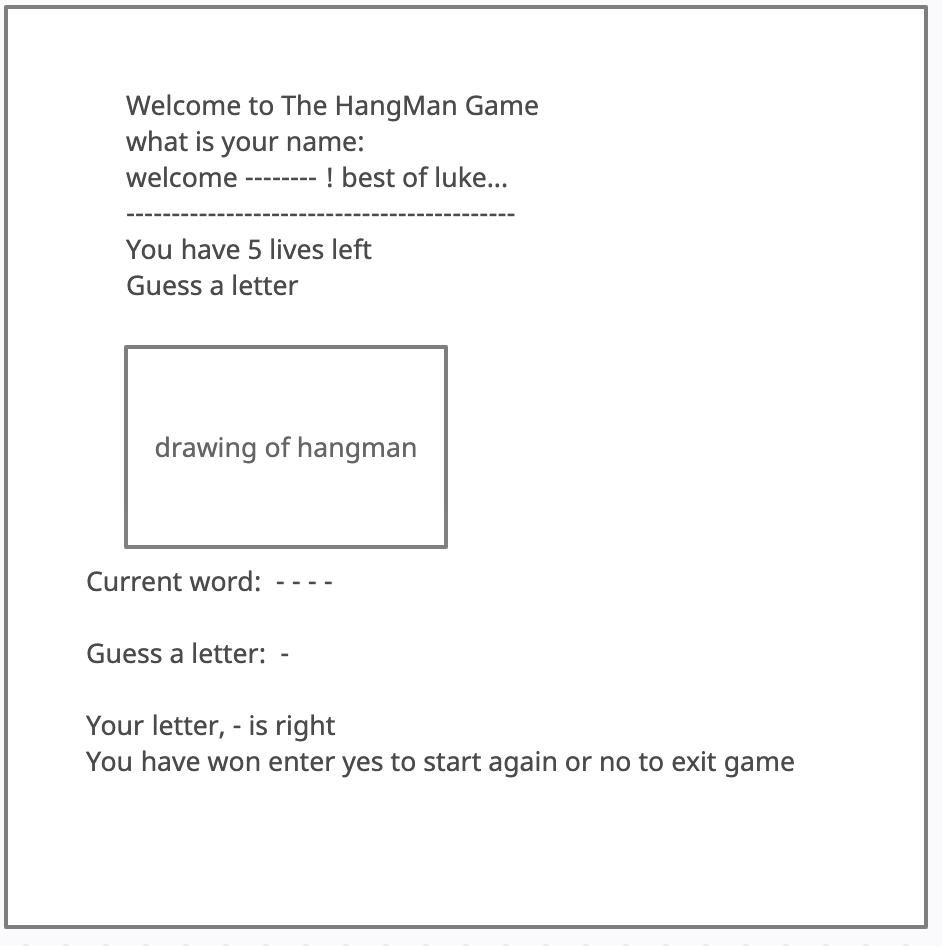 Welcome to The HangMan Game
what is your name:
welcome -------- ! best of luke...
-------------------------------------------
You have 5 lives left
Guess a letter
drawing of hangman
Current word:  - - - -
Guess a letter:  -
Your letter, - is right
You have won enter yes to start again or no to exit game